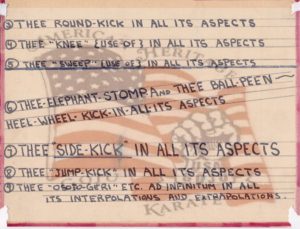 ③ THEE ROUND-KICK IN ALL ITS ASPECTS
④ THEE "KNEE" (USE OF) IN ALL ITS ASPECTS
⑤ THEE "SWEEP" (USE OF) IN ALL ITS ASPECTS
⑥ THEE-ELEPHANT-STOMP AND THEE BALL-PEEN~
HEEL-WHEEL-KICK-IN-ALL-ITS ASPECTS
⑦ THEE "SIDE-KICK" IN ALL ITS ASPECTS
⑧ THEE "JUMP-KICK" IN ALL ITS ASPECTS
⑨ THEE "OSOTO-GERI" ETC. AD INFINITUM IN ALL
ITS INTERPOLATIONS AND EXTRAPOLATIONS.
AMERICAN
KARATE